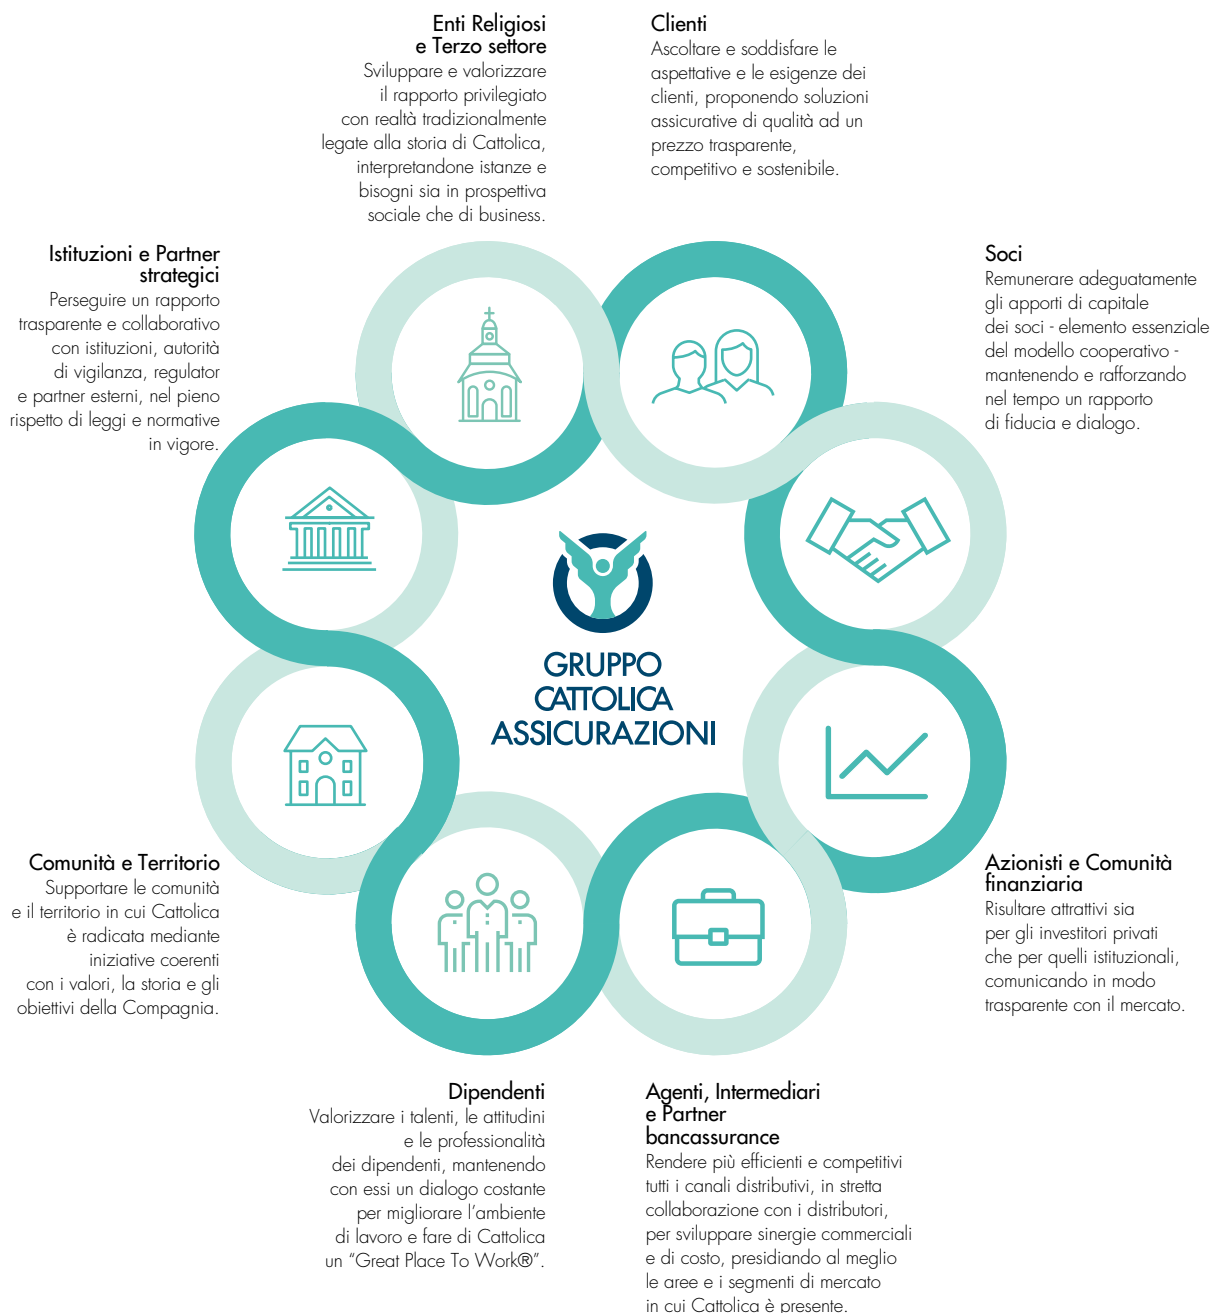 Enti Religiosi
e Terzo settore
Sviluppare e valorizzare
il rapporto privilegiato
con realtà tradizionalmente
legate alla storia di Cattolica,
interpretandone istanze e
bisogni sia in prospettiva
sociale che di business.
Clienti
Ascoltare e soddisfare le
aspettative e le esigenze dei
clienti, proponendo soluzioni
assicurative di qualità ad un
prezzo trasparente,
competitivo e sostenibile.
Istituzioni e Partner
strategici
Perseguire un rapporto
trasparente e collaborativo
con istituzioni, autorità
di vigilanza, regulator
e partner esterni, nel pieno
rispetto di leggi e normative
in vigore.
Soci
Remunerare adeguatamente
gli apporti di capitale
dei soci - elemento essenziale
del modello cooperativo -
mantenendo e rafforzando
nel tempo un rapporto
di fiducia e dialogo.
GRUPPO
CATTOLICA
ASSICURAZIONI
Comunità e Territorio
Supportare le comunità
e il territorio in cui Cattolica
è radicata mediante
iniziative coerenti
con i valori, la storia e gli
obiettivi della Compagnia.
Azionisti e Comunità
finanziaria
Risultare attrattivi sia
per gli investitori privati
che per quelli istituzionali,
comunicando in modo
trasparente con il mercato.
Dipendenti
Valorizzare i talenti, le attitudini
e le professionalità
dei dipendenti, mantenendo
con essi un dialogo costante
per migliorare l'ambiente
di lavoro e fare di Cattolica
un "Great Place To Work®".
Agenti, Intermediari
e Partner
bancassurance
Rendere più efficienti e competitivi
tutti i canali distributivi, in stretta
collaborazione con i distributori,
per sviluppare sinergie commerciali
e di costo, presidiando al meglio
le aree e i segmenti di mercato
in cui Cattolica è presente.